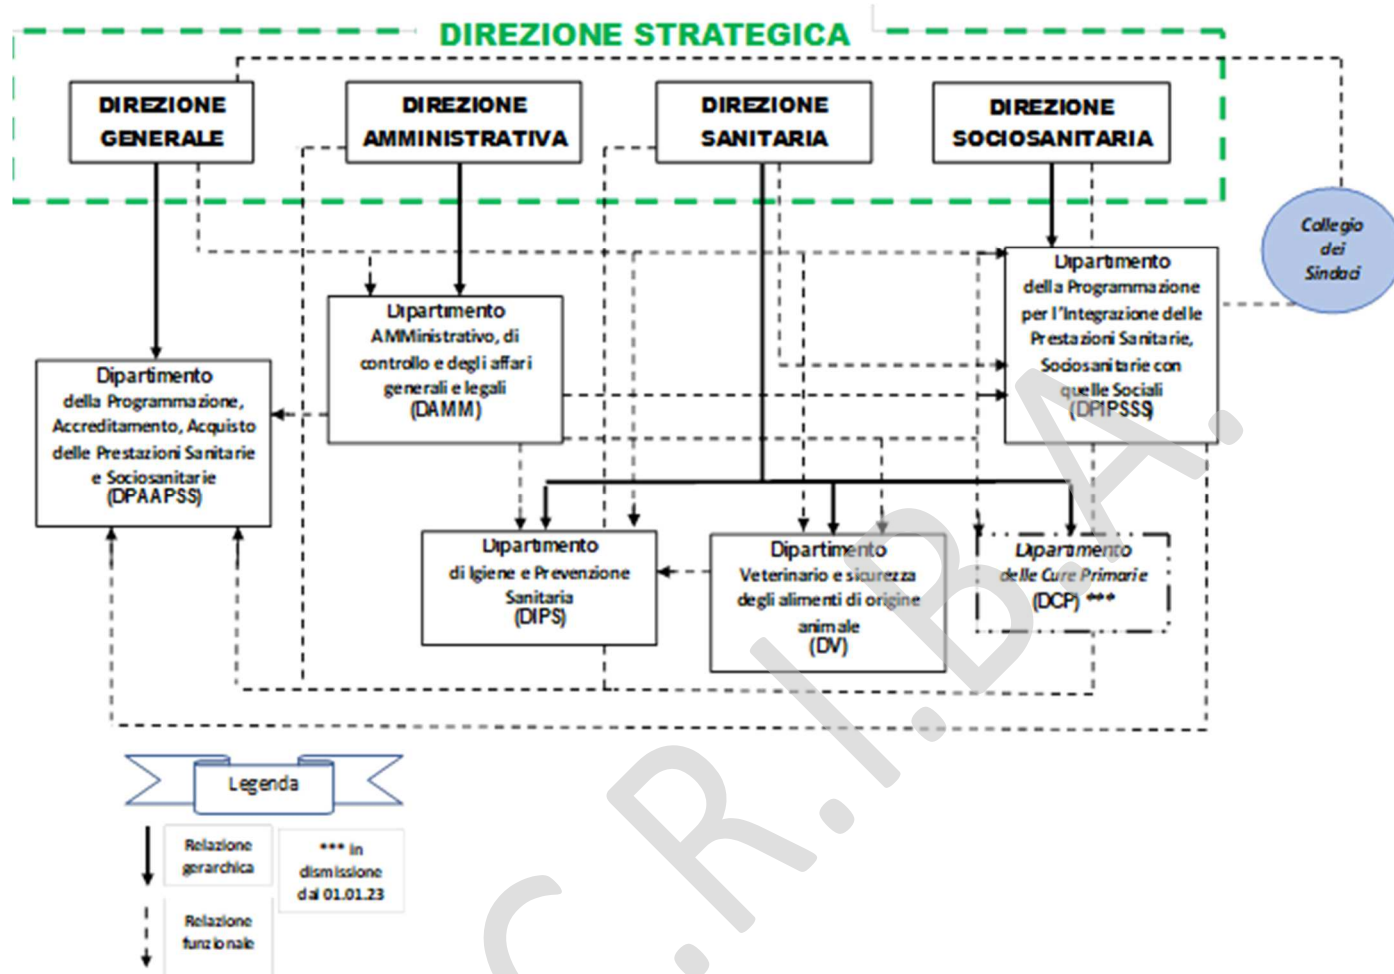 DIREZIONE STRATEGICA
DIREZIONE
GENERALE
DIREZIONE
AMMINISTRATIVA
DIREZIONE
SANITARIA
DIREZIONE
SOCIOSANITARIA
Collegio
dei
Sindaci
Dipartimento
della Programmazione
per l'Integrazione delle
Prestazioni Sanitarie,
Sociosanitarie con
quelle Sociali
(DPIPSSS)
Dipartimento
AMMinistrativo, di
controllo e degli affari
generali e legali
(DAMM)
Dipartimento
della Programmazione,
Accreditamento, Acquisto
delle Prestazioni Sanitarie
e Sociosanitarie
(DPAAPSS)
Dipartimento
di Igiene e Prevenzione
Sanitaria
(DIPS)
Dipartimento
Veterinario e sicurezza
degli alimenti di origine
animale
(DV)
Dipartimento
delle Cure Primarie
(DCP) ***
Legenda
Relazione
gerarchica
*** in
dismissione
dal 01.01.23
Relazione
funzionale
C.R.I.B.A.